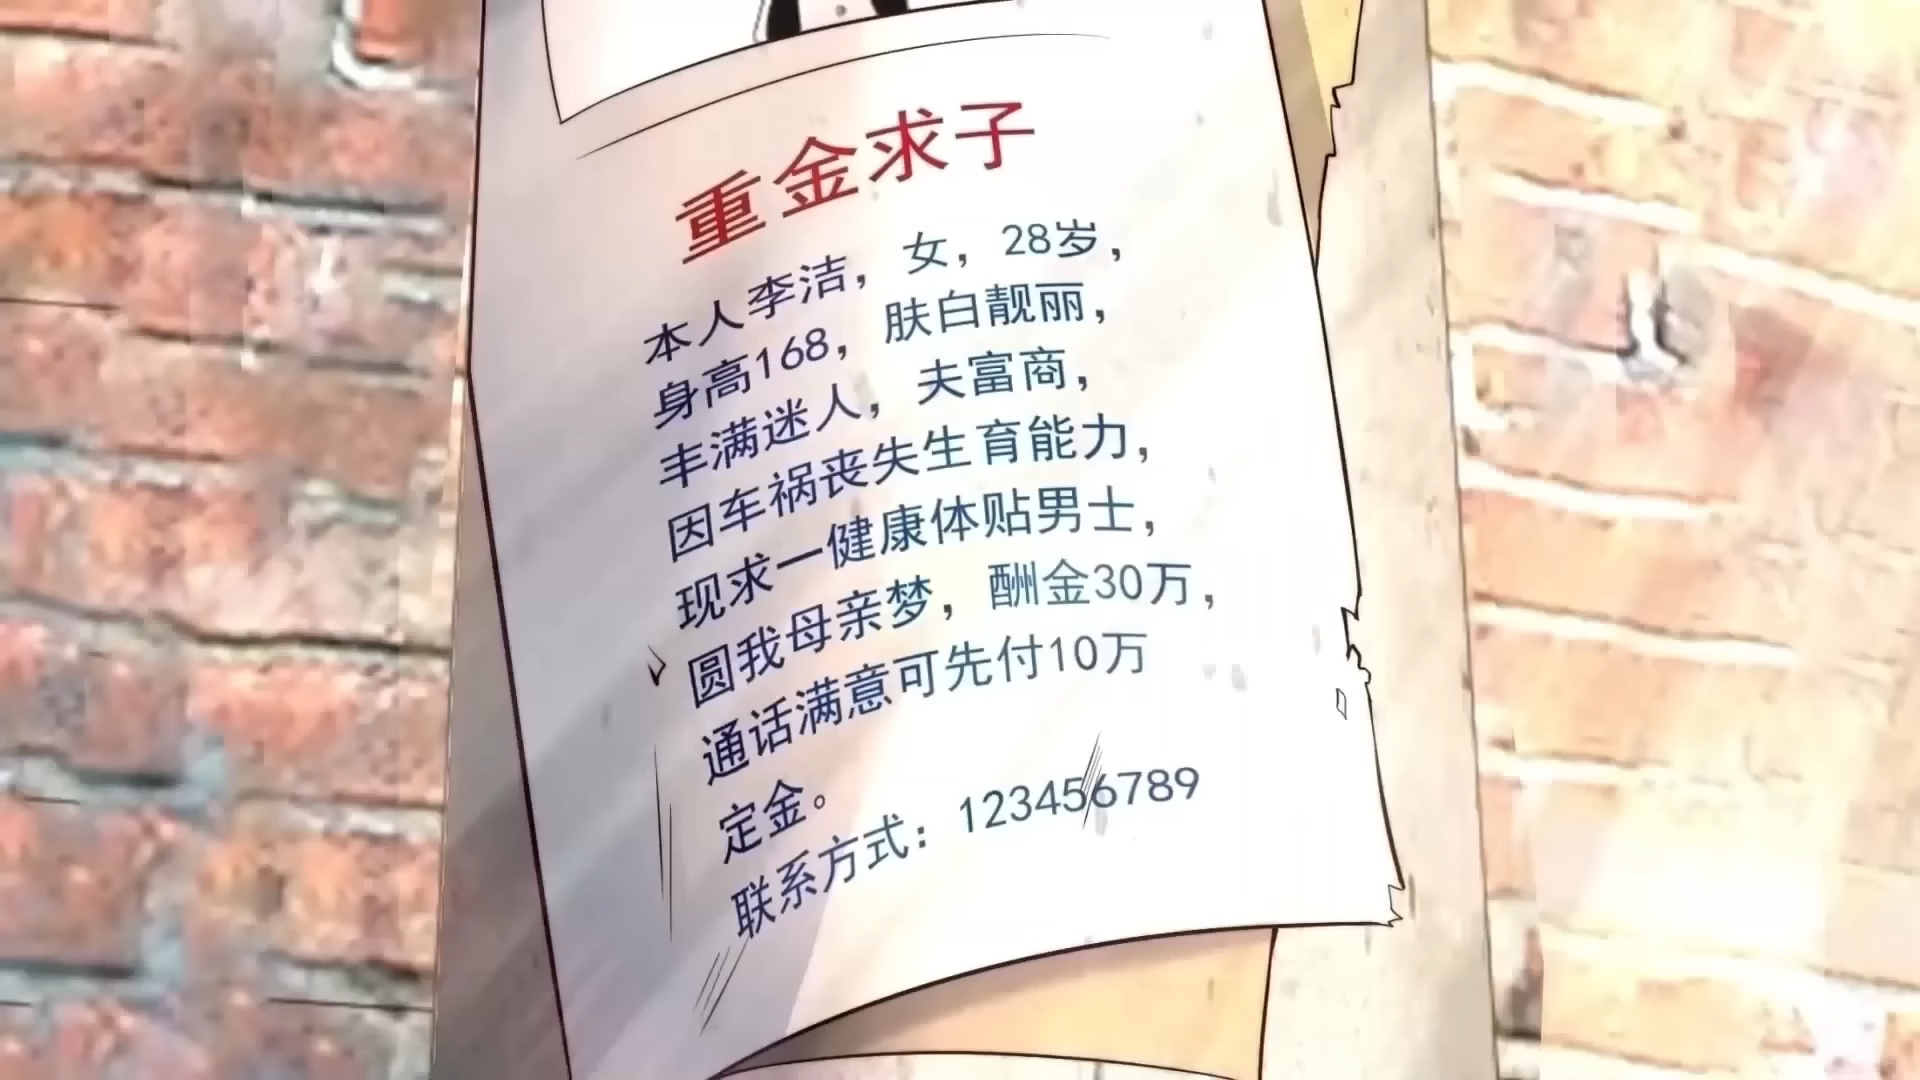 重金求子
本人李洁，女，28岁，
身高168，肤白靓丽，
丰满迷人，夫富商，
因车祸丧失生育能力，
现求一健康体贴男士，
圆我母亲梦，酬金30万，
通话满意可先付10万
定金。
联系方式：123456789